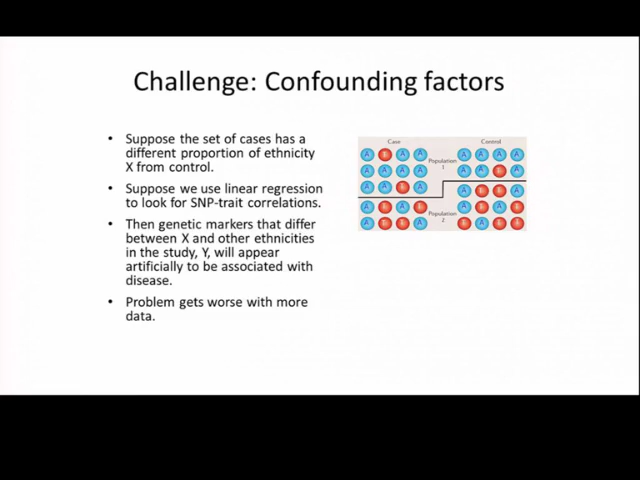 Challenge: Confounding factors
• Suppose the set of cases has a
different proportion of ethnicity
X from control.
• Suppose we use linear regression
to look for SNP-trait correlations.
• Then genetic markers that differ
between X and other ethnicities
in the study, Y, will appear
artificially to be associated with
disease.
• Problem gets worse with more
data.
Case Control
Population
1
Population
2